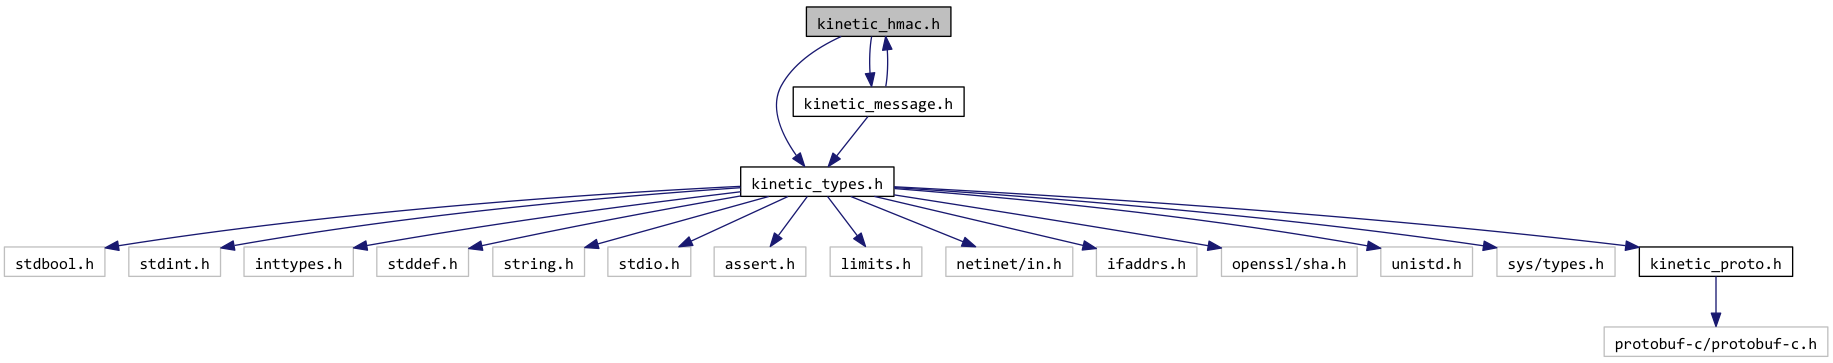 kinetic_hmac.h
kinetic_message.h
kinetic_types.h
stdbool.h
stdint.h
inttypes.h
stddef.h
string.h
stdio.h
assert.h
limits.h
netinet/in.h
ifaddrs.h
openssl/sha.h
unistd.h
sys/types.h
kinetic_proto.h
protobuf-c/protobuf-c.h